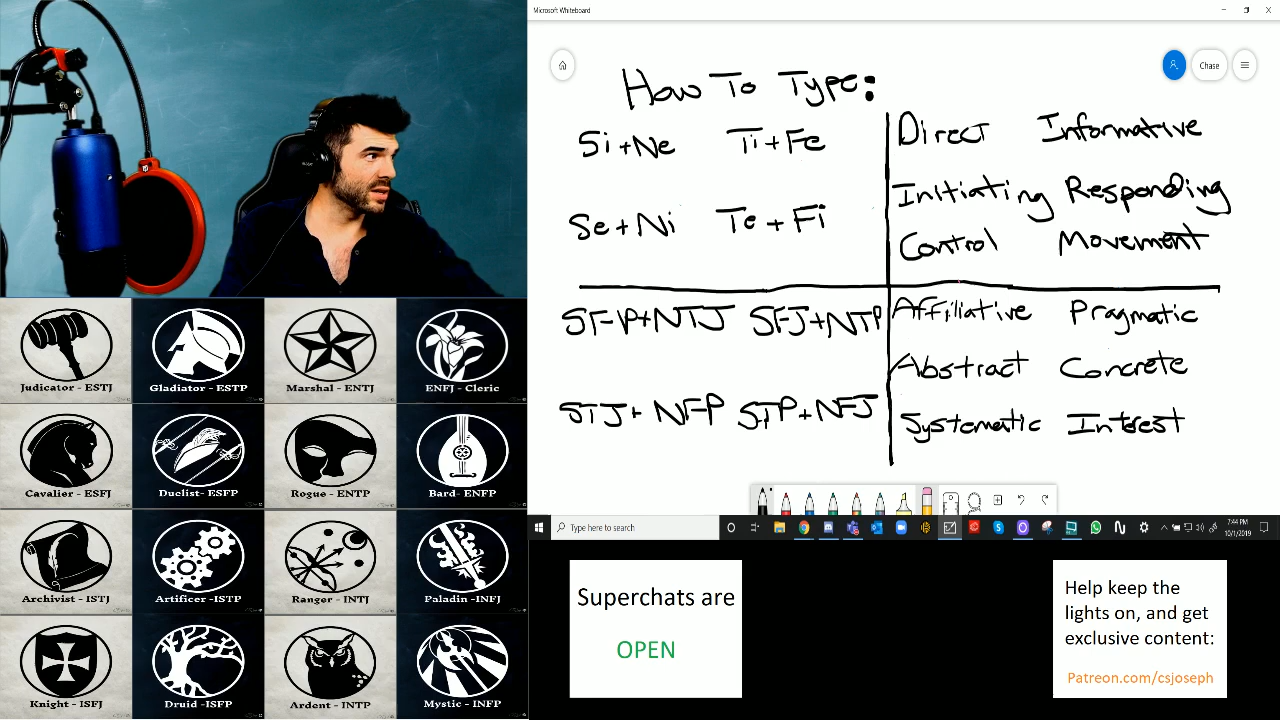 Microsoft Whiteboard
Chase
How To Type:
Si+Ne Ti+Fe
Se+Ni Te+Fi
SFP+NTJ SFJ+NTP
STJ+NFP STP+NFJ
Direct Informative
Initiating Responding
Control Movement
Affiliative Pragmatic
Abstract Concrete
Systematic Interest
Judicator - ESTJ
Gladiator - ESTP
Marshal - ENTJ
ENFJ - Cleric
Cavalier - ESFJ
Duelist- ESFP
Rogue - ENTP
Bard- ENFP
Archivist - ISTJ
Artificer -ISTP
Ranger - INTJ
Paladin -INFJ
Knight - ISFJ
Druid -ISFP
Ardent - INTP
Mystic - INFP
Type here to search
7:44 PM
10/1/2019
Superchats are
OPEN
Help keep the
lights on, and get
exclusive content:
Patreon.com/csjoseph